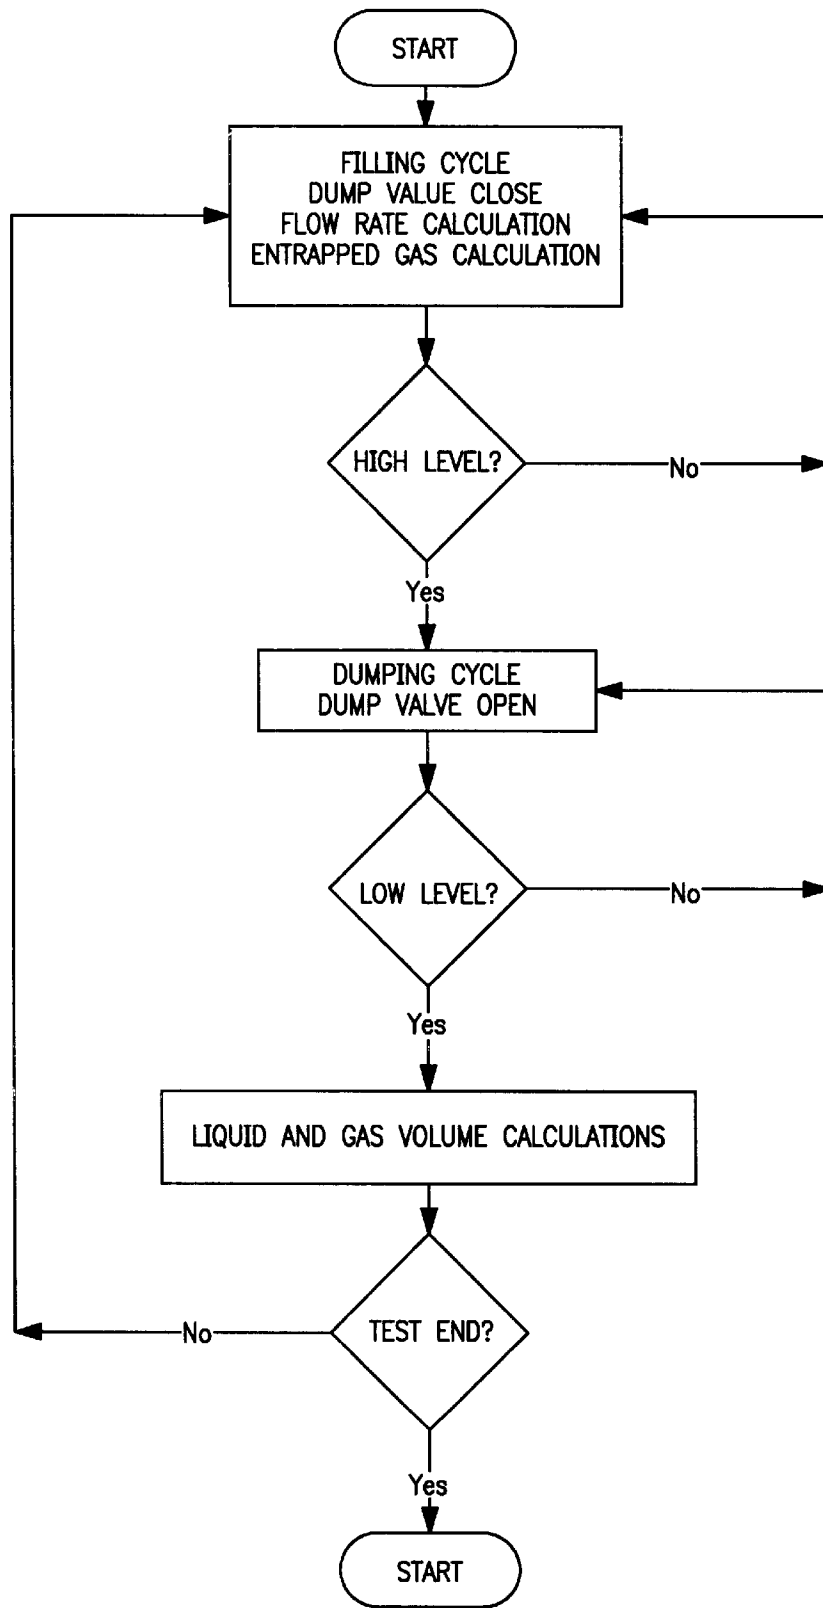 START
FILLING CYCLE
DUMP VALUE CLOSE
FLOW RATE CALCULATION
ENTRAPPED GAS CALCULATION
HIGH LEVEL?
No
Yes
DUMPING CYCLE
DUMP VALVE OPEN
LOW LEVEL?
No
Yes
LIQUID AND GAS VOLUME CALCULATIONS
No
TEST END?
Yes
START